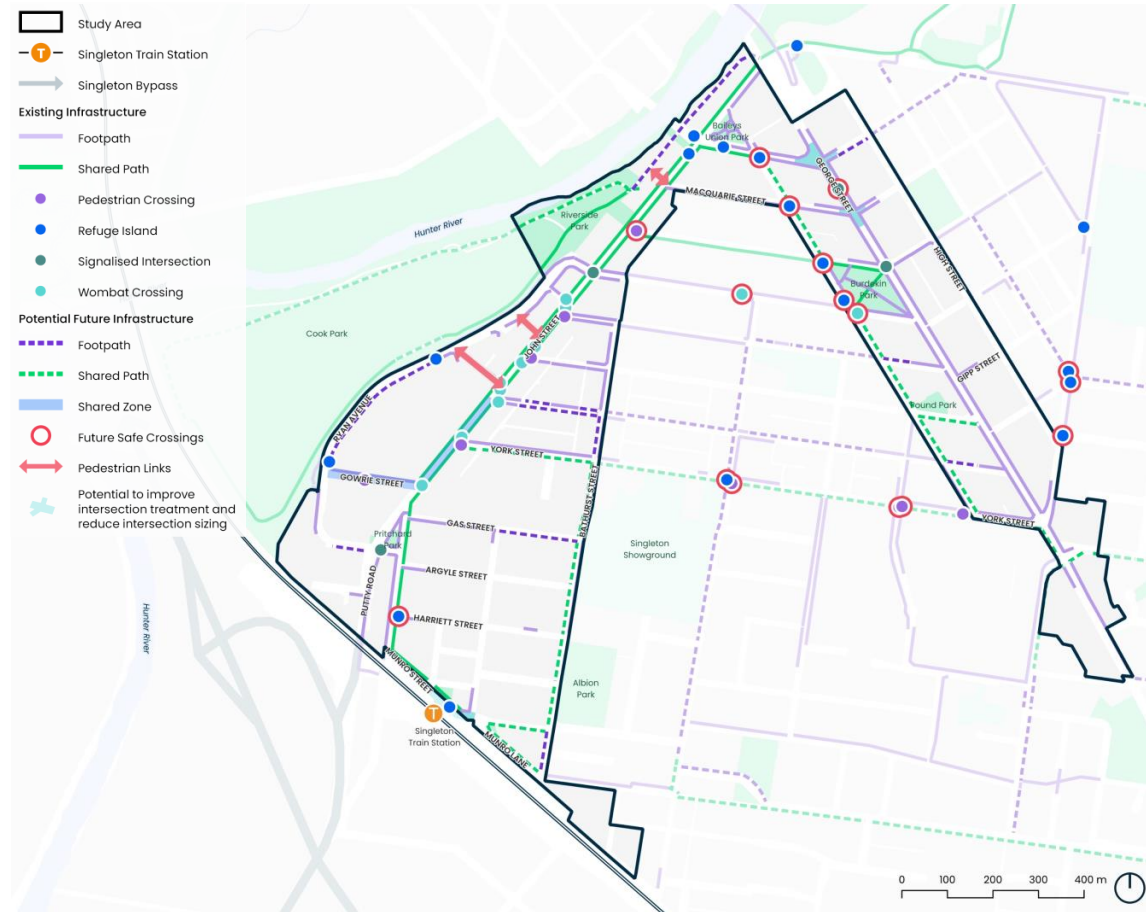 Study Area
T
Singleton Train Station
Singleton Bypass
Existing Infrastructure
Footpath
Shared Path
Pedestrian Crossing
Refuge Island
Signalised Intersection
Wombat Crossing
Potential Future Infrastructure
Footpath
Shared Path
Shared Zone
Future Safe Crossings
Pedestrian Links
Potential to improve
intersection treatment and
reduce intersection sizing
Baileys
Union Park
GEORGE STREET
MACQUARIE STREET
Hunter River
Riverside
Park
HIGH STREET
Burdekin
Park
Cook Park
JOHN STREET
GIPP STREET
RYAN AVENUE
Pound Park
YORK STREET
GOWRIE STREET
BATHURST STREET
YORK STREET
GAS STREET
Pritchard
Park
Singleton
Showground
ARGYLE STREET
PUTTY ROAD
HARRIETT STREET
Hunter River
MUNRO STREET
Albion
Park
T
Singleton
Train Station
MUNRO LANE
0 100 200 300 400 m